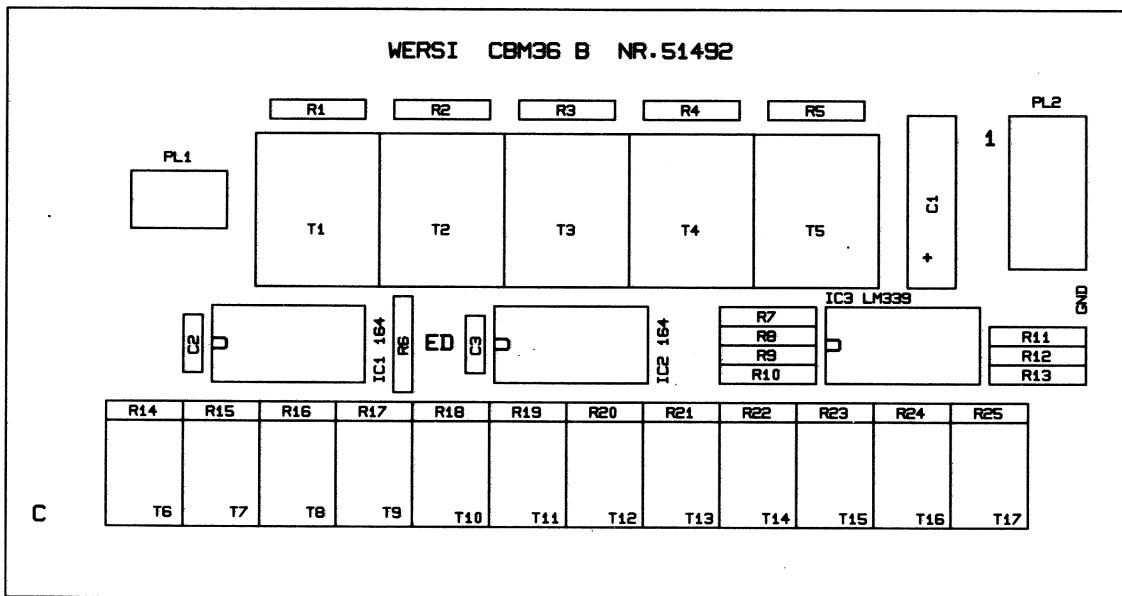 WERSI CBM36 B NR.51492
R1 R2 R3 R4 R5 PL2
PL1
1
T1 T2 T3 T4 T5 C1
+
GND
IC3 LM339
C2 IC1 164 R6 ED C3 IC2 164
R7
R8
R9
R10
R11
R12
R13
R14 R15 R16 R17 R18 R19 R20 R21 R22 R23 R24 R25
T6 T7 T8 T9 T10 T11 T12 T13 T14 T15 T16 T17
C